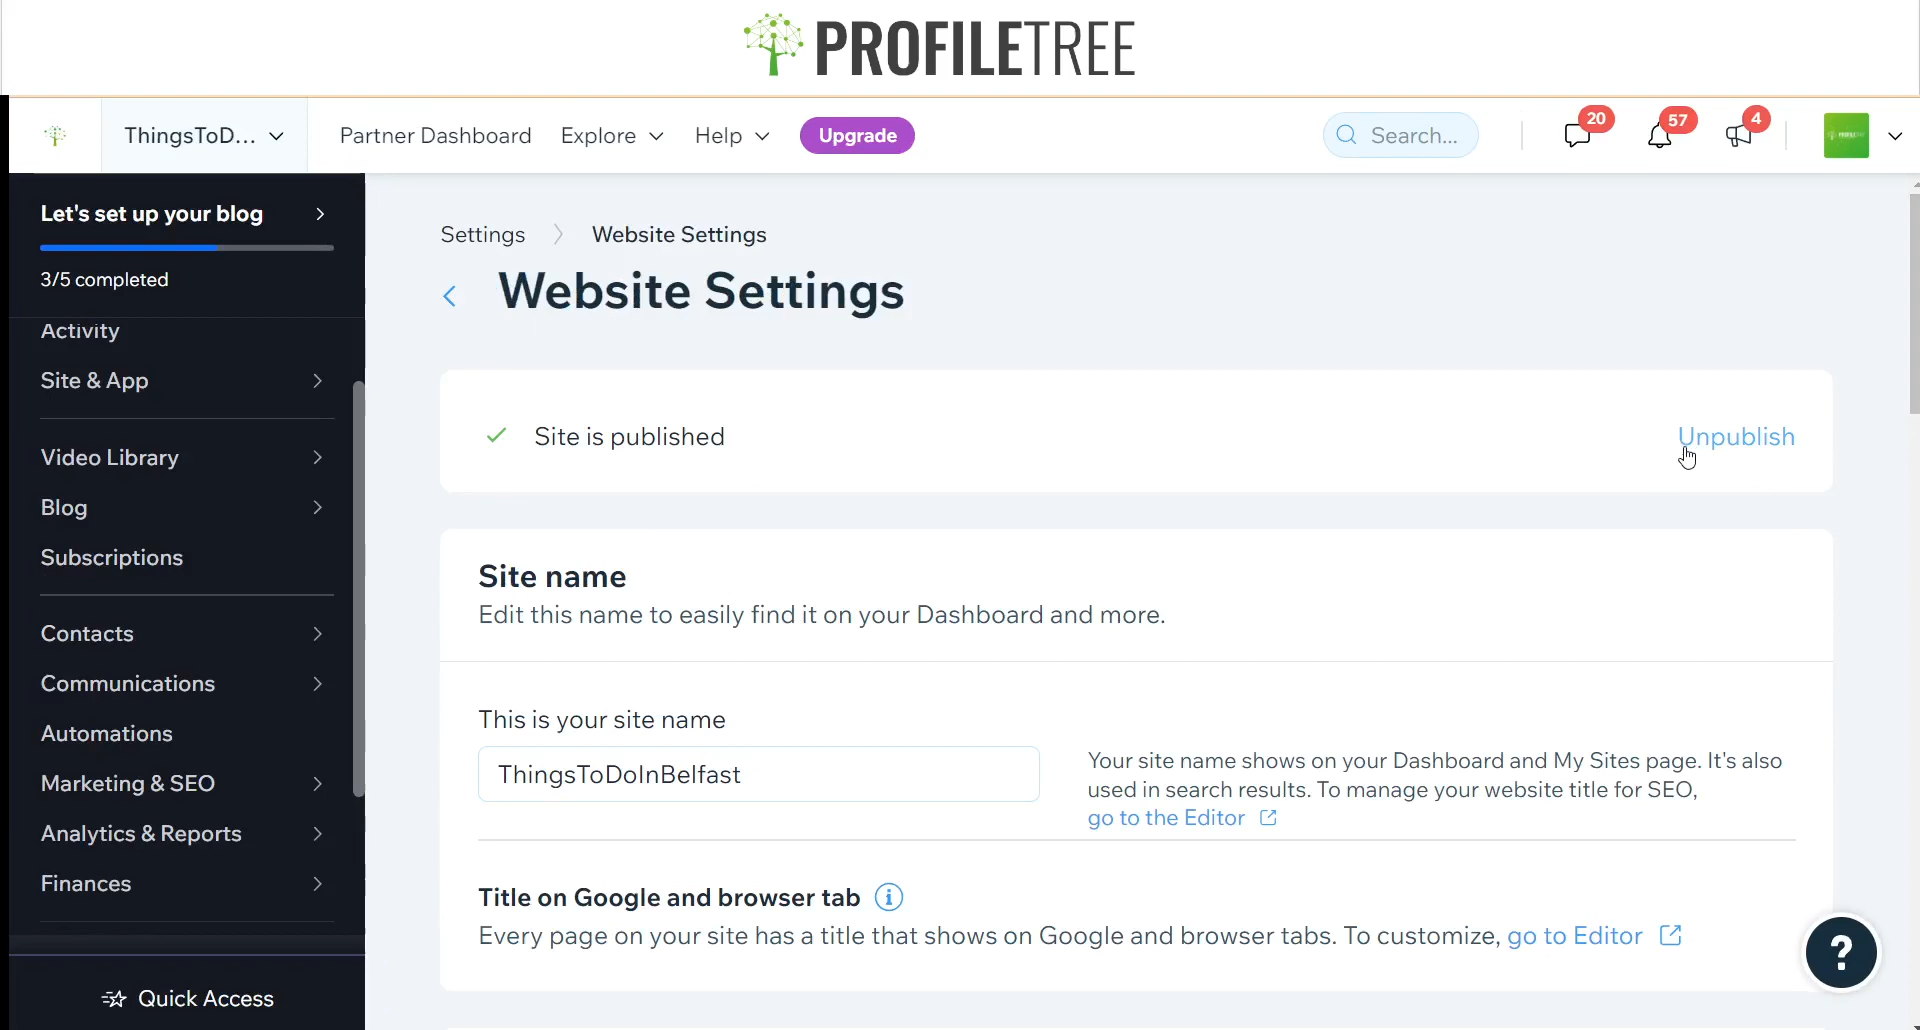 PROFILETREE
ThingsToD...
Partner Dashboard
Explore
Help
Upgrade
Search...
20
57
4
Let's set up your blog
3/5 completed
Activity
Site & App
Video Library
Blog
Subscriptions
Contacts
Communications
Automations
Marketing & SEO
Analytics & Reports
Finances
Quick Access
Settings
Website Settings
Website Settings
Site is published
Unpublish
Site name
Edit this name to easily find it on your Dashboard and more.
This is your site name
ThingsToDoInBelfast
Your site name shows on your Dashboard and My Sites page. It's also
used in search results. To manage your website title for SEO,
go to the Editor
Title on Google and browser tab
Every page on your site has a title that shows on Google and browser tabs. To customize, go to Editor
?